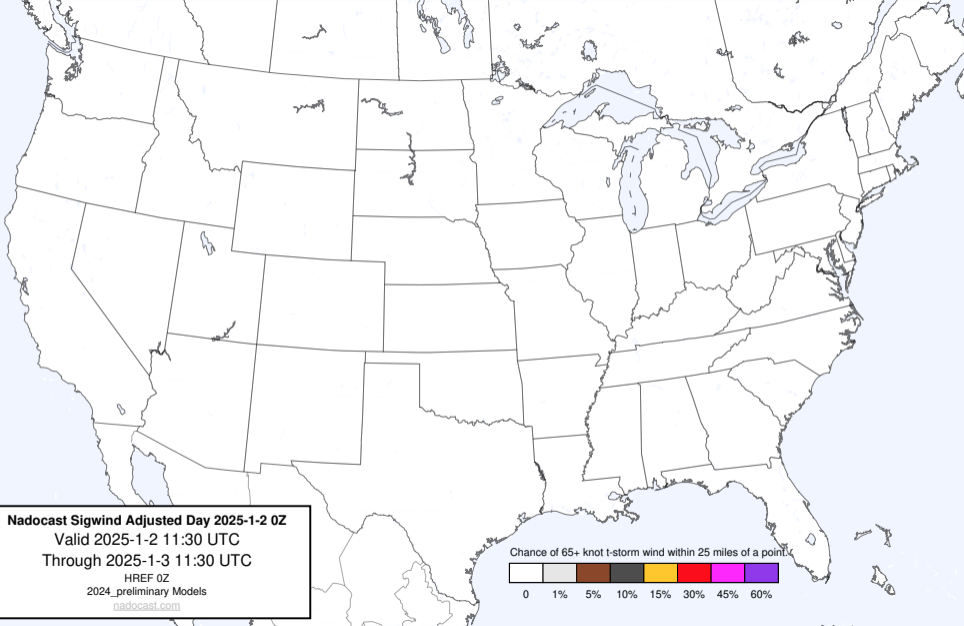 Nadocast Sigwind Adjusted Day 2025-1-2 0Z
Valid 2025-1-2 11:30 UTC
Through 2025-1-3 11:30 UTC
HREF 0Z
2024_preliminary Models
nadocast.com
Chance of 65+ knot t-storm wind within 25 miles of a point.
0 1% 5% 10% 15% 30% 45% 60%